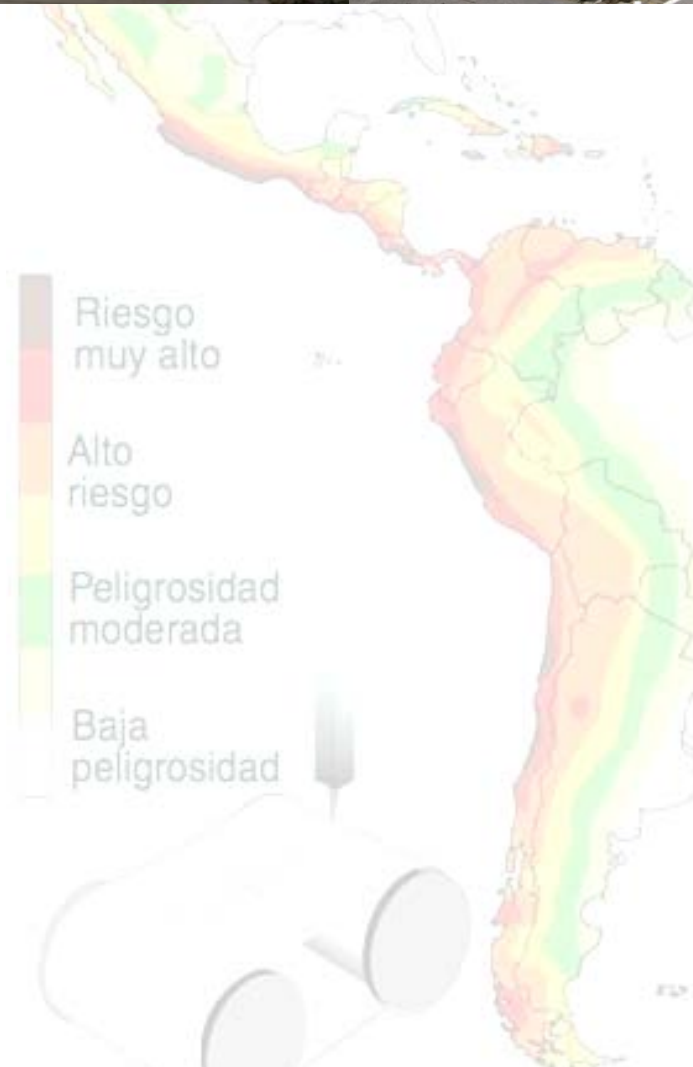 Riesgo
muy alto
Alto
riesgo
Peligrosidad
moderada
Baja
peligrosidad